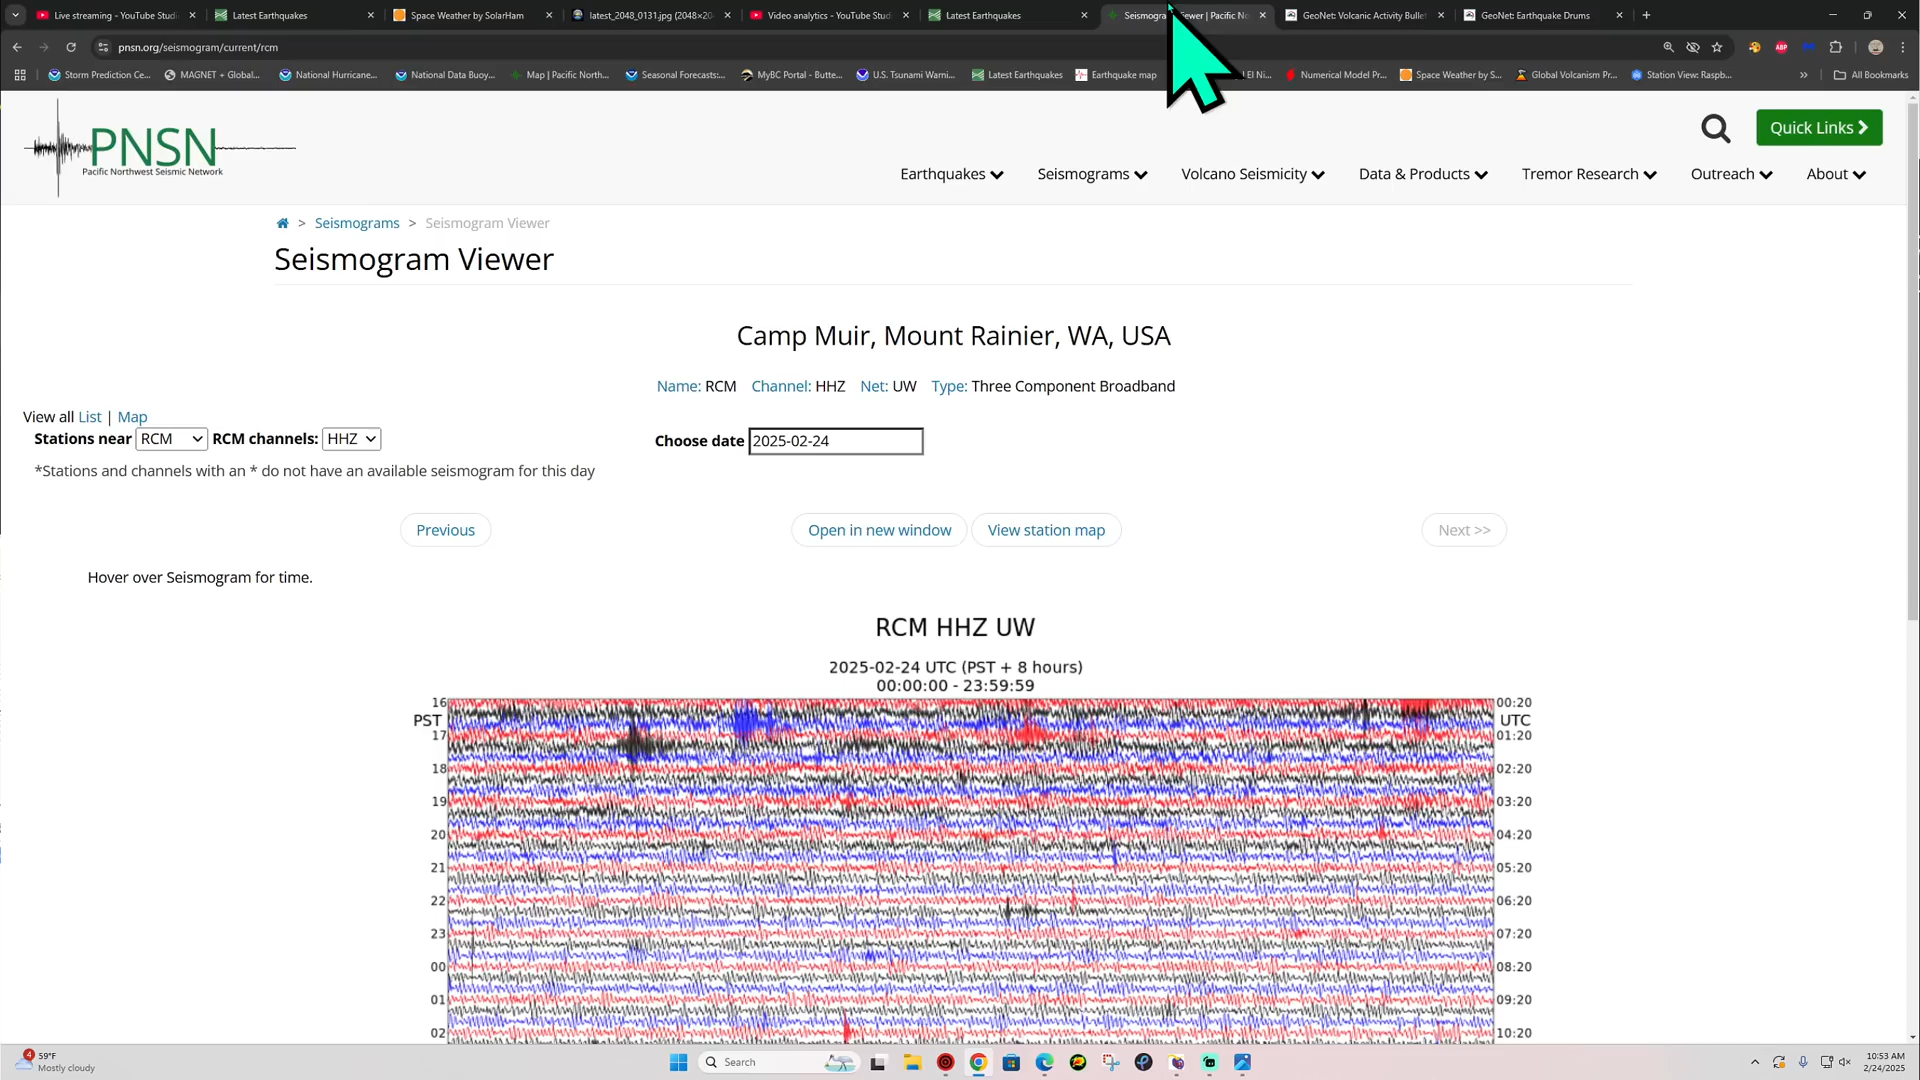 Live streaming - YouTube Studi
Latest Earthquakes
Space Weather by SolarHam
latest_2048_0131.jpg (2048×20
Video analytics - YouTube Stud
Latest Earthquakes
Seismogr viewer | Pacific No
GeoNet: Volcanic Activity Bullet
GeoNet: Earthquake Drums
pnsn.org/seismogram/current/rcm
ABP
Storm Prediction Ce...
MAGNET + Global...
National Hurricane...
National Data Buoy...
Map | Pacific North...
Seasonal Forecasts:...
MyBC Portal - Butte...
U.S. Tsunami Warni...
Latest Earthquakes
Earthquake map
El Ni...
Numerical Model Pr...
Space Weather by S...
Global Volcanism Pr...
Station View: Raspb...
All Bookmarks
PNSN
Pacific Northwest Seismic Network
Quick Links
Earthquakes
Seismograms
Volcano Seismicity
Data & Products
Tremor Research
Outreach
About
> Seismograms > Seismogram Viewer
Seismogram Viewer
Camp Muir, Mount Rainier, WA, USA
Name: RCM Channel: HHZ Net: UW Type: Three Component Broadband
View all List | Map
Stations near RCM RCM channels: HHZ
Choose date 2025-02-24
*Stations and channels with an * do not have an available seismogram for this day
Previous
Open in new window
View station map
Next >>
Hover over Seismogram for time.
RCM HHZ UW
2025-02-24 UTC (PST + 8 hours)
00:00:00 - 23:59:59
16 00:20
PST UTC
17 01:20
18 02:20
19 03:20
20 04:20
21 05:20
22 06:20
23 07:20
00 08:20
01 09:20
02 10:20
4
59°F
Mostly cloudy
Search
10:53 AM
2/24/2025